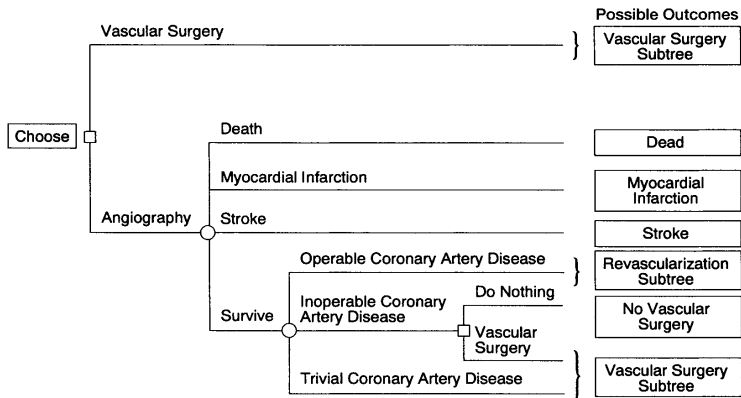 Possible Outcomes
Vascular Surgery
Vascular Surgery
Subtree
Choose
Death
Dead
Myocardial Infarction
Myocardial
Infarction
Angiography
Stroke
Stroke
Operable Coronary Artery Disease
Revascularization
Subtree
Survive
Inoperable Coronary
Artery Disease
Do Nothing
No Vascular
Surgery
Vascular
Surgery
Trivial Coronary Artery Disease
Vascular Surgery
Subtree